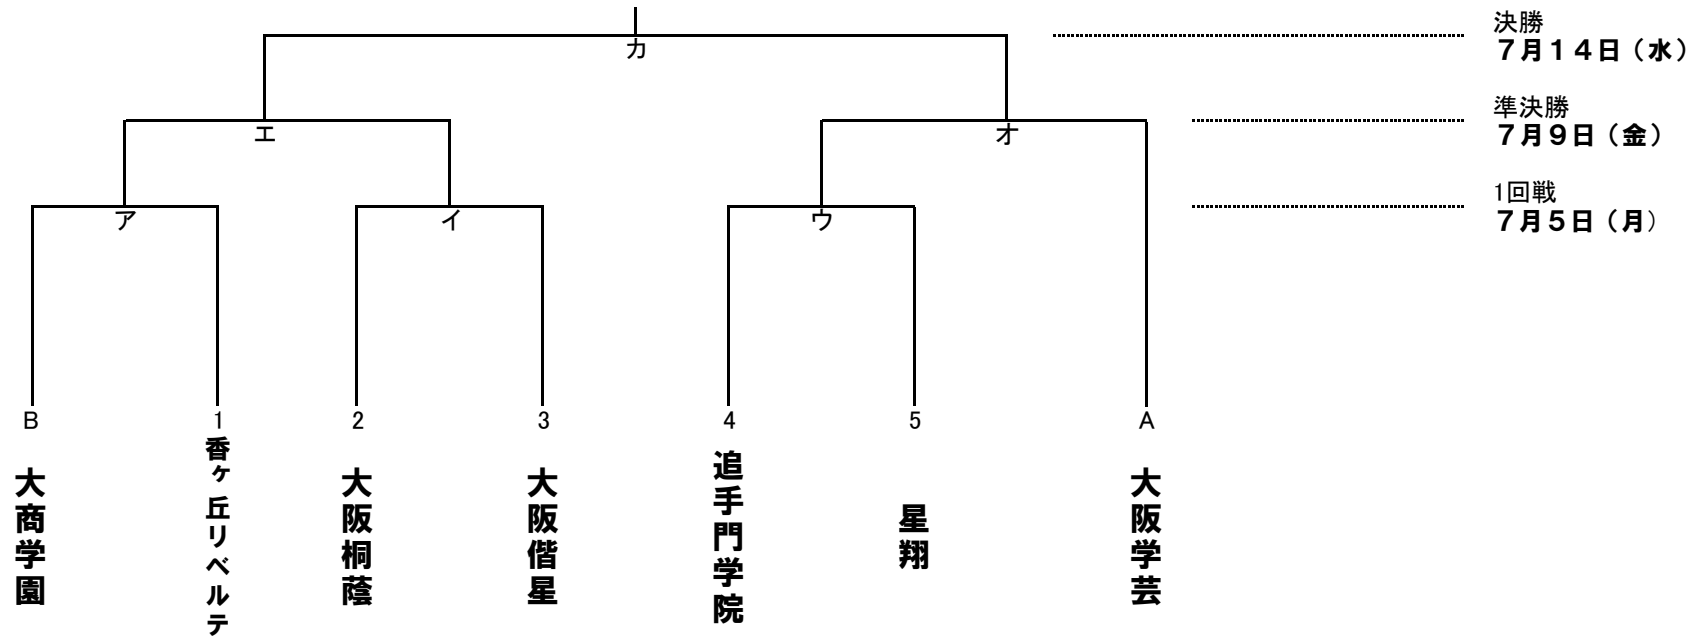 決勝
７月１４日（水）
カ
準決勝
７月９日（金）
エ
オ
1回戦
７月５日（月）
ア
イ
ウ
B
1
2
3
4
5
A
大商学園
香ヶ丘リベルテ
大阪桐蔭
大阪偕星
追手門学院
星翔
大阪学芸